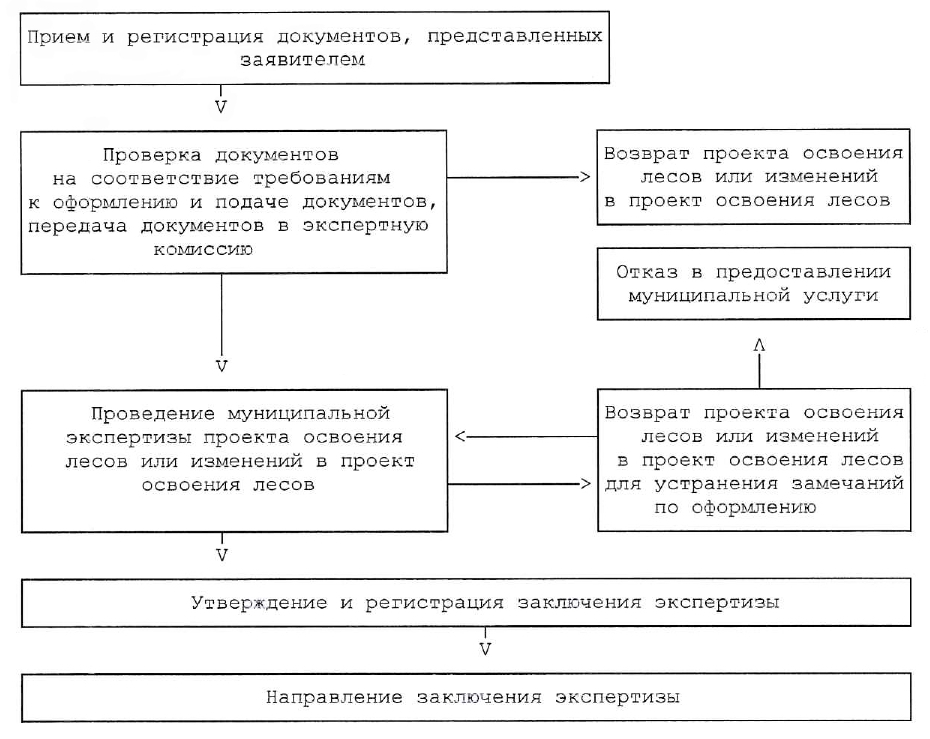 Прием и регистрация документов, представленных
заявителем
V
Проверка документов
на соответствие требованиям
к оформлению и подаче документов,
передача документов в экспертную
комиссию
>
Возврат проекта освоения
лесов или изменений
в проект освоения лесов
Отказ в предоставлении
муниципальной услуги
V
Λ
Проведение муниципальной
экспертизы проекта освоения
лесов или изменений в проект
освоения лесов
<
>
Возврат проекта освоения
лесов или изменений
в проект освоения лесов
для устранения замечаний
по оформлению
V
Утверждение и регистрация заключения экспертизы
V
Направление заключения экспертизы